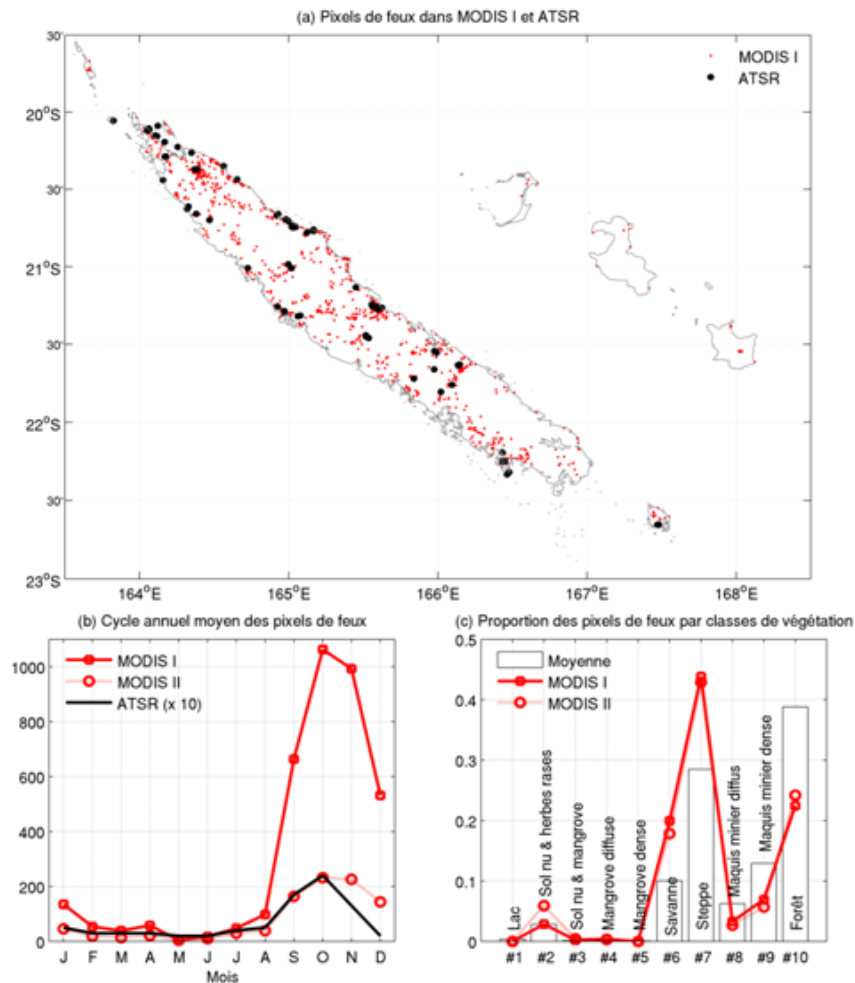 (a) Pixels de feux dans MODIS I et ATSR
30'
20°S
30'
21°S
30'
22°S
30'
23°S
164°E
165°E
166°E
167°E
168°E
MODIS I
ATSR
(b) Cycle annuel moyen des pixels de feux
1000
800
600
400
200
0
MODIS I
MODIS II
ATSR (x 10)
J F M A M J J A S O N D
Mois
(c) Proportion des pixels de feux par classes de végétation
0.5
0.4
0.3
0.2
0.1
0
Moyenne
MODIS I
MODIS II
Lac
Sol nu & herbes rases
Sol nu & mangrove
Mangrove diffuse
Mangrove dense
Savanne
Steppe
Maquis minier diffus
Maquis minier dense
Forêt
#1 #2 #3 #4 #5 #6 #7 #8 #9 #10